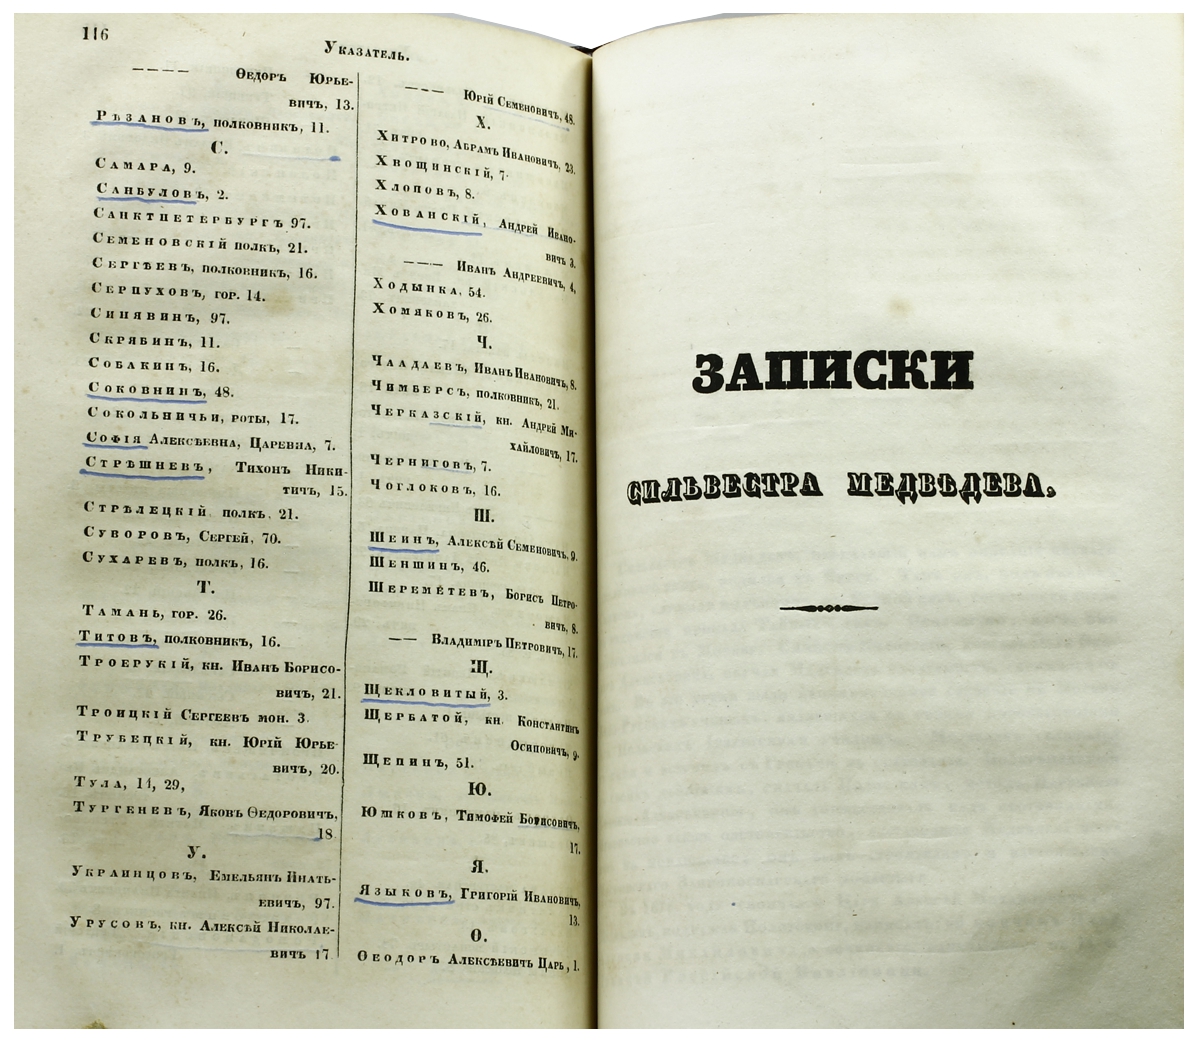 116
Указатель.
———— Ѳедоръ Юрье-
вичъ, 13.
Рѣзановъ, полковникъ, 11.
С.
Самара, 9.
Санбуловъ, 2.
Санктпетербургъ 97.
Семеновскій полкъ, 21.
Сергѣевъ, полковникъ, 16.
Серпуховъ, гор. 14.
Синявинъ, 97.
Скрябинъ, 11.
Собакинъ, 16.
Соковнинъ, 48.
Сокольничьи, роты, 17.
Софія Алексѣевна, Царевна, 7.
Стрѣшневъ, Тихонъ Ники-
тичъ, 15.
Стрѣлецкій полкъ, 21.
Суворовъ, Сергей, 70.
Сухаревъ, полкъ, 16.
Т.
Тамань, гор. 26.
Титовъ, полковникъ, 16.
Троерукій, кн. Иванъ Борисо-
вичъ, 21.
Троицкій Сергеевъ мон. 3.
Трубецкій, кн. Юрій Юрье-
вичъ, 20.
Тула, 14, 29,
Тургеневъ, Яковъ Ѳедоровичъ,
18
У.
Украинцовъ, Емельянъ Игнать-
евичъ, 97.
Урусовъ, кн. Алексѣй Николае-
вичъ 17
——— Юрій Семеновичъ, 48.
Х.
Хитрово, Абрамъ Ивановичъ, 23.
Хвощинскій, 7.
Хлоповъ, 8.
Хованскій, Андрей Ивано-
вичъ 3.
——— Иванъ Андреевичъ, 4,
Ходынка, 54.
Хомяковъ, 26.
Ч.
Чаадаевъ, Иванъ Ивановичъ, 8.
Чимберсъ, полковникъ, 21.
Черказскій, кн. Андрей Ми-
хайловичъ, 17.
Черниговъ, 7.
Чоглоковъ, 16.
Ш.
Шеинъ, Алексѣй Семеновичъ, 9.
Шеншинъ, 46.
Шереметевъ, Борисъ Петро-
вичъ, 8.
—— Владиміръ Петровичъ, 17.
Щ.
Щекловитый, 3.
Щербатой, кн. Константинъ
Осиповичъ, 9.
Щепинъ, 51.
Ю.
Юшковъ, Тимофей Борисовичъ,
17.
Я.
Языковъ, Григорій Ивановичъ,
13.
Ѳ.
Ѳеодоръ Алексѣевичъ Царь, 1.
ЗАПИСКИ
СИЛЬВЕСТРА МЕДВѢДЕВА.